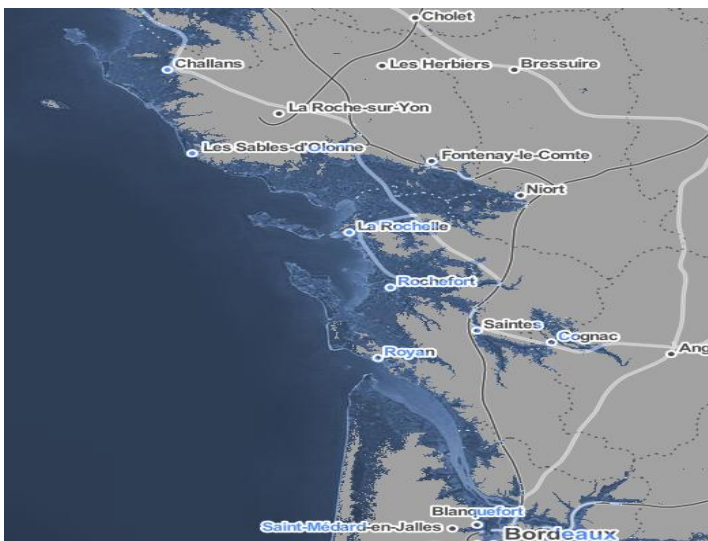 Cholet
Challans
Les Herbiers
Bressuire
La Roche-sur-Yon
Les Sables-d'Olonne
Fontenay-le-Comte
Niort
La Rochelle
Rochefort
Saintes
Cognac
Royan
Ang
Blanquefort
Saint-Médard-en-Jalles
Bordeaux